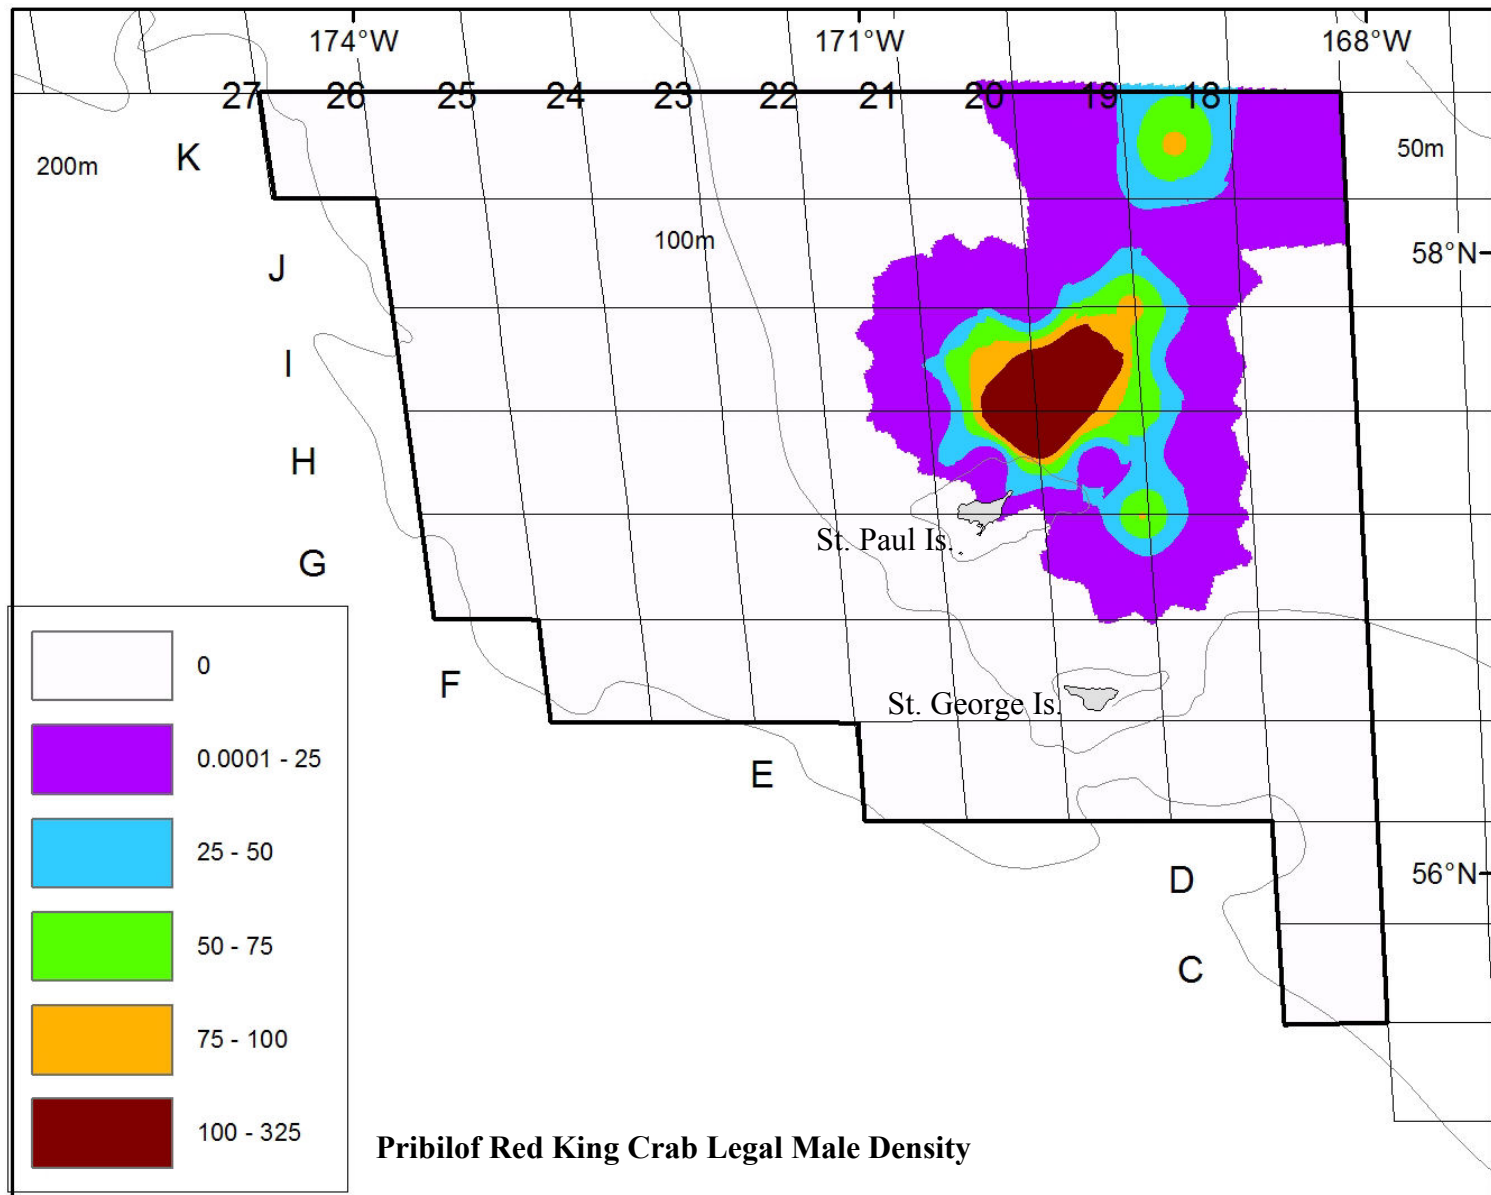 174°W 171°W 168°W
27 26 25 24 23 22 21 20 19 18
K
200m
50m
100m
58°N
J
I
H
St. Paul Is.
G
0
F
St. George Is.
0.0001 - 25
E
25 - 50
D
56°N
50 - 75
C
75 - 100
100 - 325
Pribilof Red King Crab Legal Male Density